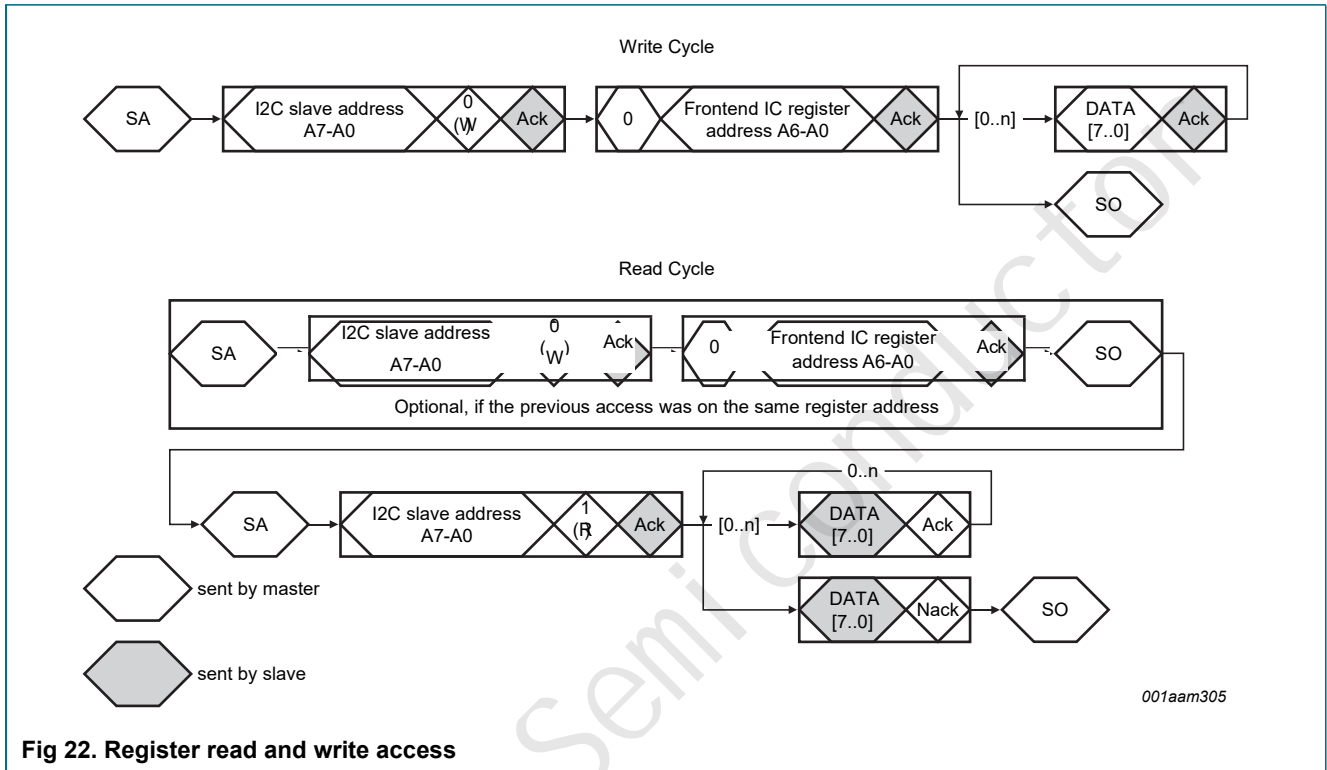 Write Cycle
SA
I2C slave address
A7-A0
0
(W)
Ack
0
Frontend IC register
address A6-A0
Ack
[0..n]
DATA
[7..0]
Ack
SO
Read Cycle
SA
I2C slave address
A7-A0
0
(W)
Ack
0
Frontend IC register
address A6-A0
Ack
SO
Optional, if the previous access was on the same register address
SA
I2C slave address
A7-A0
1
(R)
Ack
[0..n]
0..n
DATA
[7..0]
Ack
DATA
[7..0]
Nack
SO
sent by master
sent by slave
001aam305
Semiconductor
Fig 22. Register read and write access